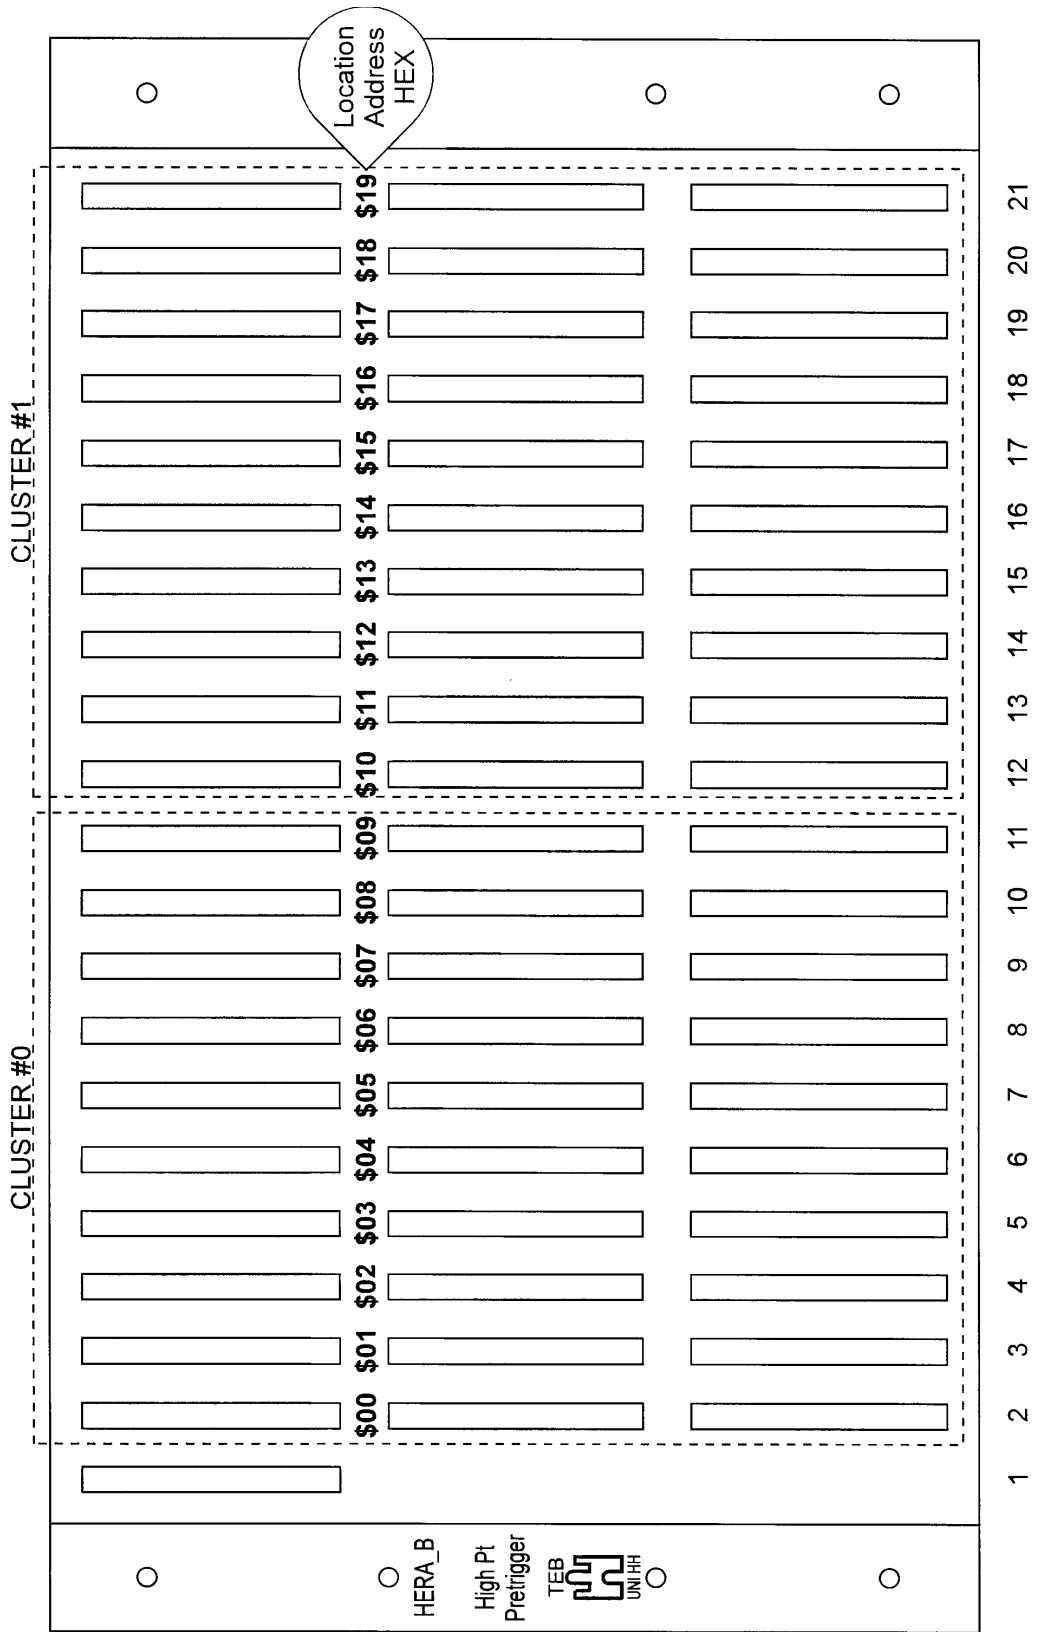 CLUSTER #0
CLUSTER #1
Location
Address
HEX
$00 $01 $02 $03 $04 $05 $06 $07 $08 $09 $10 $11 $12 $13 $14 $15 $16 $17 $18 $19
HERA_B
High Pt
Pretrigger
TEB
UNI HH
1 2 3 4 5 6 7 8 9 10 11 12 13 14 15 16 17 18 19 20 21